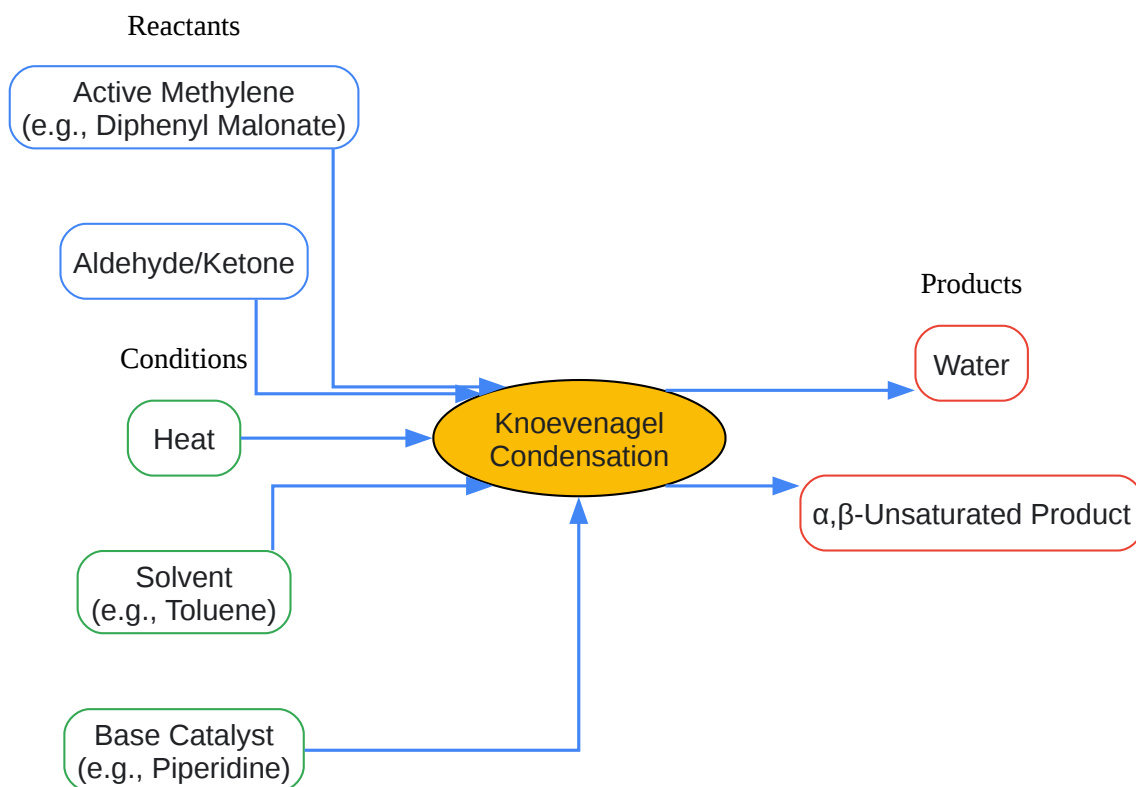 Reactants
Active Methylene
(e.g., Diphenyl Malonate)
Aldehyde/Ketone
Conditions
Heat
Solvent
(e.g., Toluene)
Base Catalyst
(e.g., Piperidine)
Knoevenagel
Condensation
Products
Water
α,β-Unsaturated Product